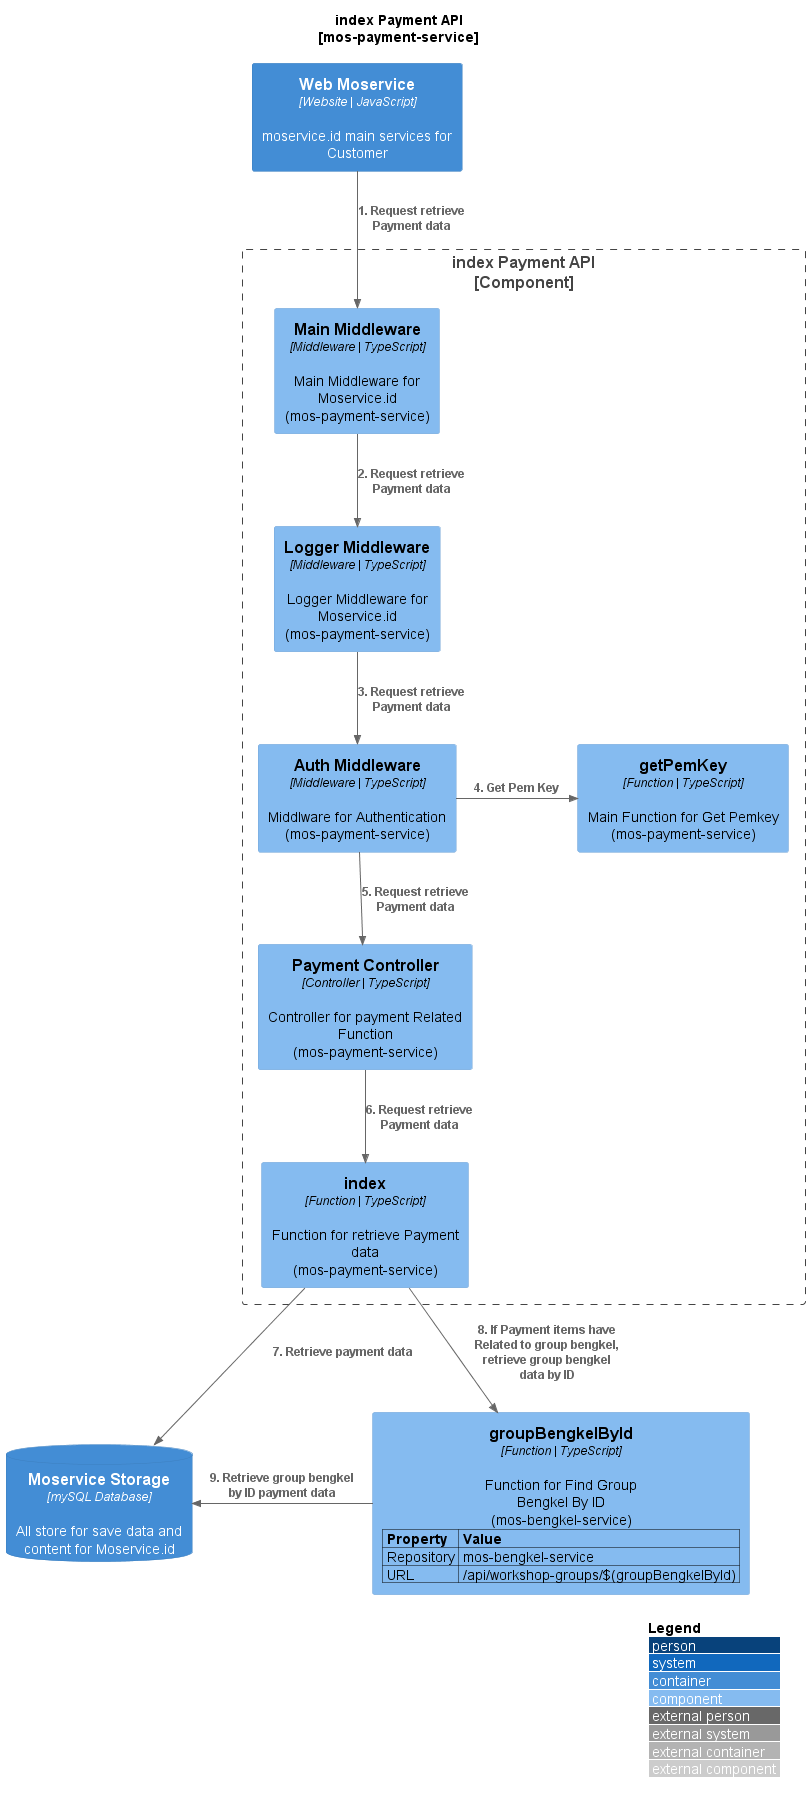 index Payment API
[mos-payment-service]
Web Moservice
[Website | JavaScript]
moservice.id main services for
Customer
1. Request retrieve
Payment data
index Payment API
[Component]
Main Middleware
[Middleware | TypeScript]
Main Middleware for
Moservice.id
(mos-payment-service)
2. Request retrieve
Payment data
Logger Middleware
[Middleware | TypeScript]
Logger Middleware for
Moservice.id
(mos-payment-service)
3. Request retrieve
Payment data
Auth Middleware
[Middleware | TypeScript]
Middlware for Authentication
(mos-payment-service)
4. Get Pem Key
getPemKey
[Function | TypeScript]
Main Function for Get Pemkey
(mos-payment-service)
5. Request retrieve
Payment data
Payment Controller
[Controller | TypeScript]
Controller for payment Related
Function
(mos-payment-service)
6. Request retrieve
Payment data
index
[Function | TypeScript]
Function for retrieve Payment
data
(mos-payment-service)
7. Retrieve payment data
8. If Payment items have
Related to group bengkel,
retrieve group bengkel
data by ID
Moservice Storage
[mySQL Database]
All store for save data and
content for Moservice.id
9. Retrieve group bengkel
by ID payment data
groupBengkelById
[Function | TypeScript]
Function for Find Group
Bengkel By ID
(mos-bengkel-service)
Property Value
Repository mos-bengkel-service
URL /api/workshop-groups/$(groupBengkelById)
Legend
person
system
container
component
external person
external system
external container
external component